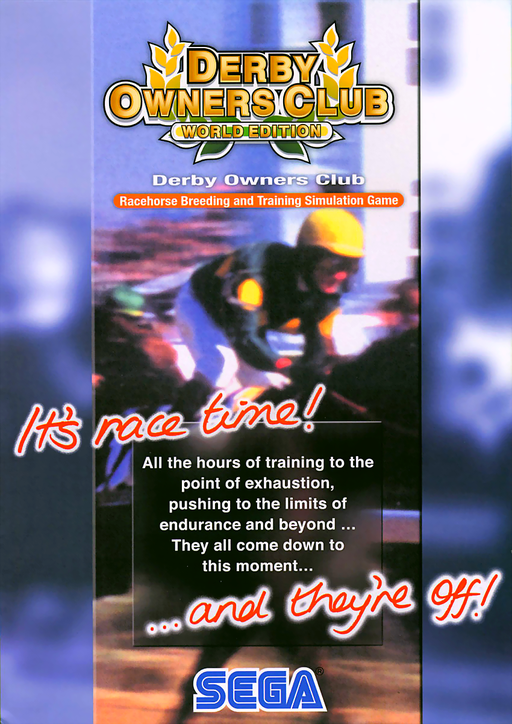 DERBY
OWNERS CLUB
WORLD EDITION
Derby Owners Club
Racehorse Breeding and Training Simulation Game
It's race time!
All the hours of training to the
point of exhaustion,
pushing to the limits of
endurance and beyond ...
They all come down to
this moment...
...and they're off!
SEGA®